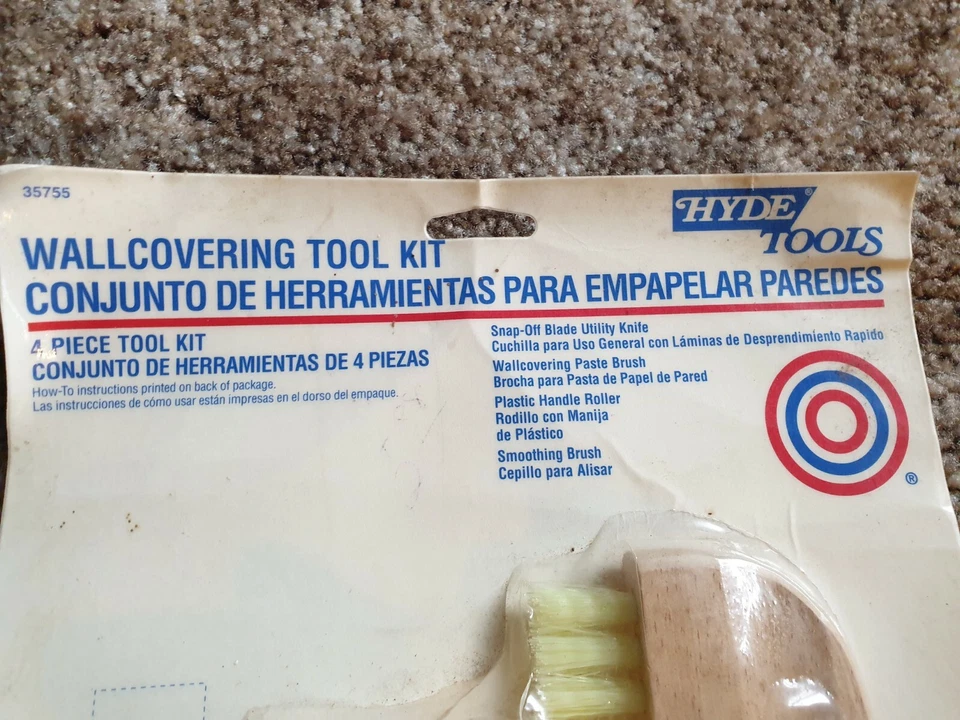 35755
HYDE®
TOOLS
WALLCOVERING TOOL KIT
CONJUNTO DE HERRAMIENTAS PARA EMPAPELAR PAREDES
4 PIECE TOOL KIT
CONJUNTO DE HERRAMIENTAS DE 4 PIEZAS
How-To instructions printed on back of package.
Las instrucciones de cómo usar están impresas en el dorso del empaque.
Snap-Off Blade Utility Knife
Cuchilla para Uso General con Láminas de Desprendimiento Rapido
Wallcovering Paste Brush
Brocha para Pasta de Papel de Pared
Plastic Handle Roller
Rodillo con Manija
de Plástico
Smoothing Brush
Cepillo para Alisar
®